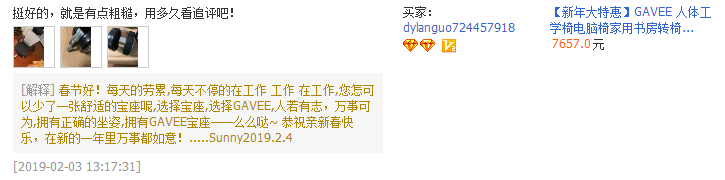 挺好的，就是有点粗糙，用多久看追评吧！
[解释] 春节好！每天的劳累,每天不停的在工作 工作 在工作,您怎可
以少了一张舒适的宝座呢,选择宝座,选择GAVEE,人若有志，万事可
为,拥有正确的坐姿,拥有GAVEE宝座——么么哒~ 恭祝亲新春快
乐，在新的一年里万事都如意！.....Sunny2019.2.4
[2019-02-03 13:17:31]
买家：
dylanguo724457918
【新年大特惠】GAVEE 人体工
学椅电脑椅家用书房转椅...
7657.0元